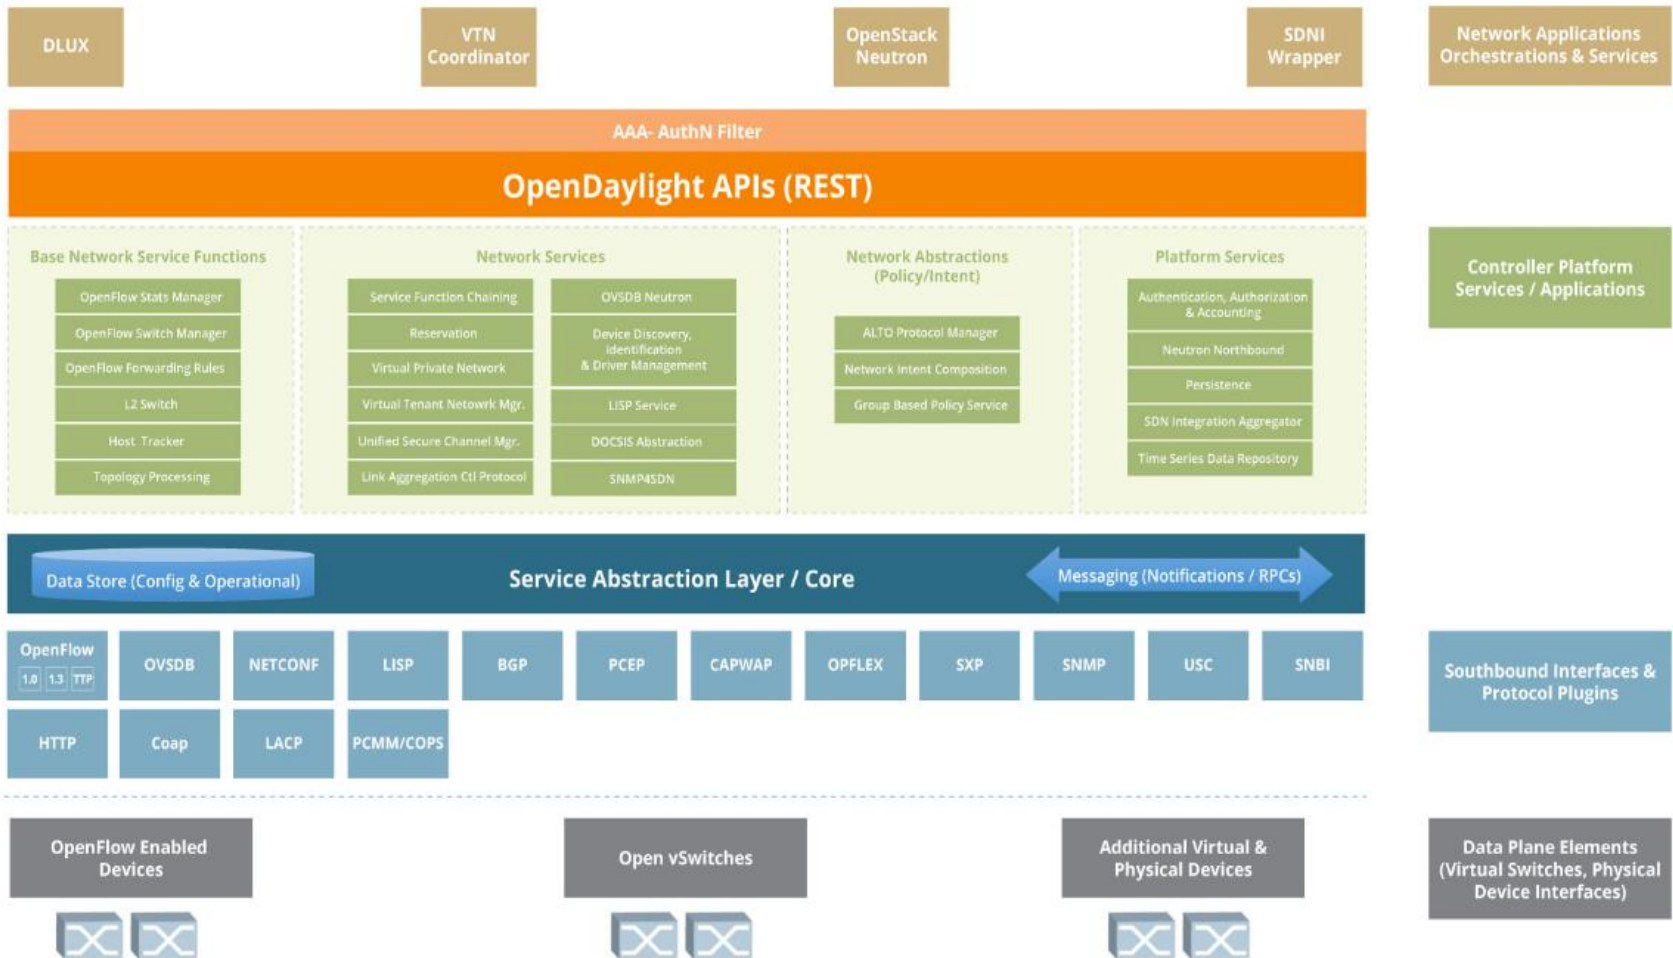 DLUX
VTN
Coordinator
OpenStack
Neutron
SDNI
Wrapper
Network Applications
Orchestrations & Services
AAA- AuthN Filter
OpenDaylight APIs (REST)
Base Network Service Functions
OpenFlow Stats Manager
OpenFlow Switch Manager
OpenFlow Forwarding Rules
L2 Switch
Host Tracker
Topology Processing
Network Services
Service Function Chaining
Reservation
Virtual Private Network
Virtual Tenant Netowrk Mgr.
Unified Secure Channel Mgr.
Link Aggregation Ctl Protocol
OVSDB Neutron
Device Discovery,
Identification
& Driver Management
LISP Service
DOCSIS Abstraction
SNMP4SDN
Network Abstractions
(Policy/Intent)
ALTO Protocol Manager
Network Intent Composition
Group Based Policy Service
Platform Services
Authentication, Authorization
& Accounting
Neutron Northbound
Persistence
SDN Integration Aggregator
Time Series Data Repository
Controller Platform
Services / Applications
Data Store (Config & Operational)
Service Abstraction Layer / Core
Messaging (Notifications / RPCs)
OpenFlow
1.0 1.3 TTP
OVSDB
NETCONF
LISP
BGP
PCEP
CAPWAP
OPFLEX
SXP
SNMP
USC
SNBI
HTTP
Coap
LACP
PCMM/COPS
Southbound Interfaces &
Protocol Plugins
OpenFlow Enabled
Devices
Open vSwitches
Additional Virtual &
Physical Devices
Data Plane Elements
(Virtual Switches, Physical
Device Interfaces)